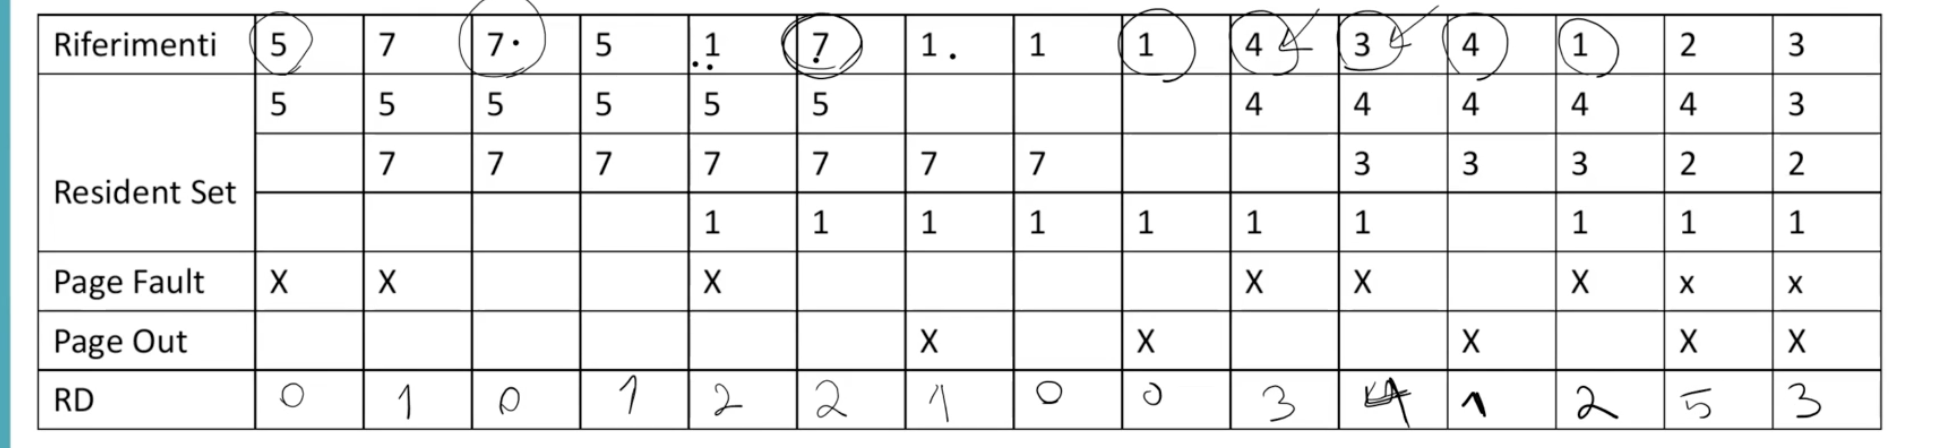 Riferimenti 5 7 7 5 1 7 1 1 1 4 3 4 1 2 3
5 5 5 5 5 5 4 4 4 4 4 3
Resident Set 7 7 7 7 7 7 7 3 3 3 2 2
1 1 1 1 1 1 1 1 1 1
Page Fault X X X X X X x x
Page Out X X X X X
RD 0 1 0 1 2 2 1 0 0 3 4 1 2 5 3